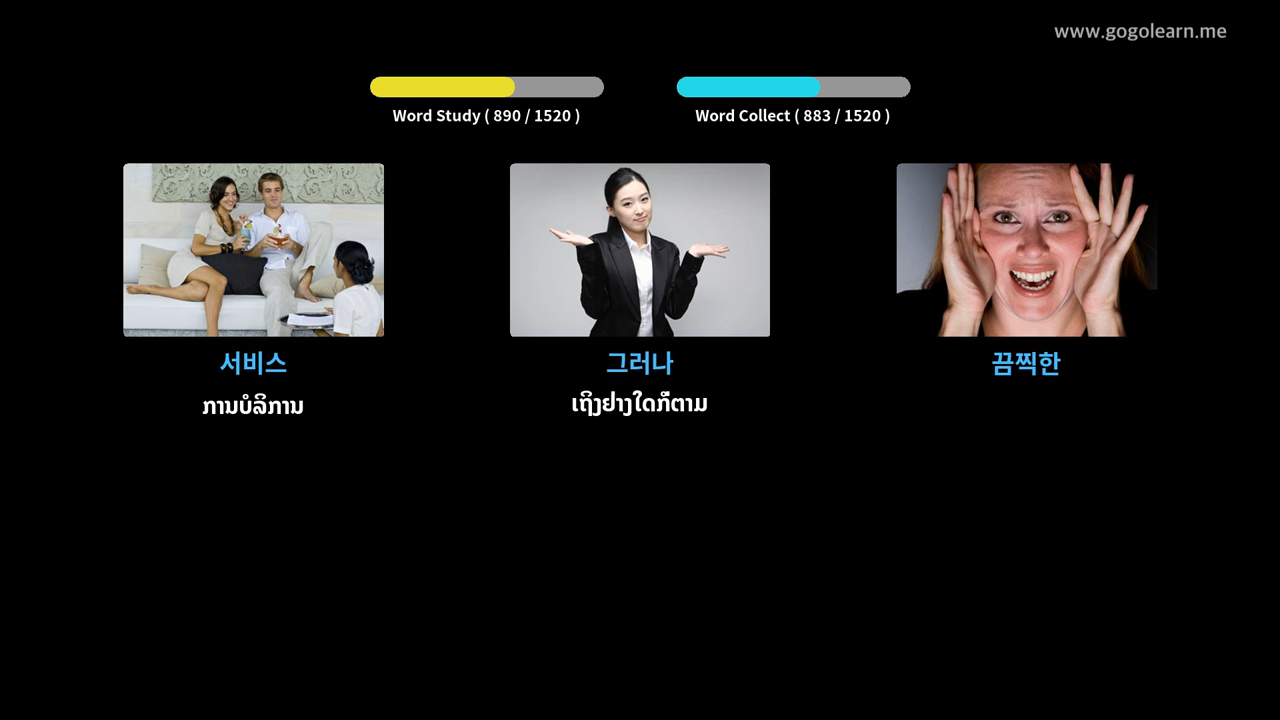 www.gogolearn.me
Word Study ( 890 / 1520 )
Word Collect ( 883 / 1520 )
서비스
그러나
끔찍한
ການບໍລິການ
ເຖິງຢ່າງໃດກໍ່ຕາມ